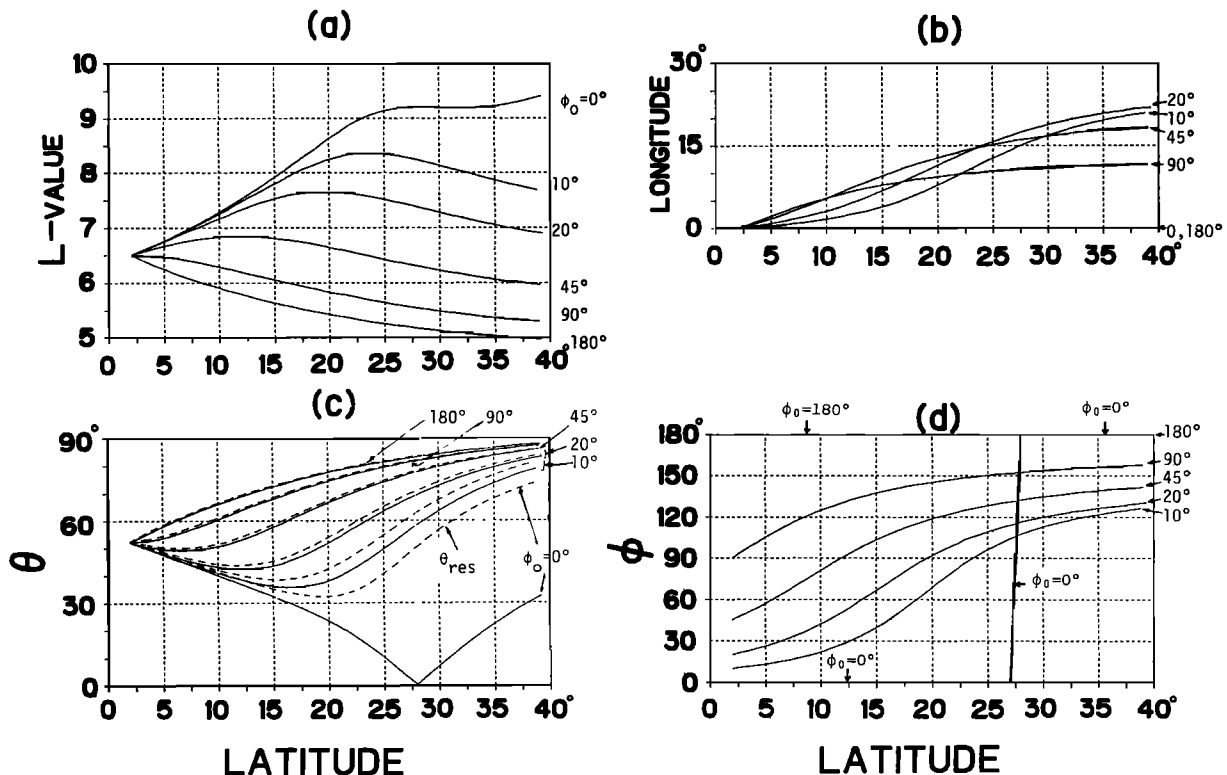 (a)
10
9
8
7
6
5
L-VALUE
ϕo=0°
10°
20°
45°
90°
180°
0 5 10 15 20 25 30 35 40°
(b)
30°
15
0
LONGITUDE
20°
10°
45°
90°
0,180°
0 5 10 15 20 25 30 35 40°
(c)
180° 90° 45°
20°
10°
90°
60
30
0
θ
θres
ϕo=0°
0 5 10 15 20 25 30 35 40°
LATITUDE
(d)
ϕ0=180°
ϕ0=0°
180°
150
120
90
60
30
0
ϕ
180°
90°
45°
20°
10°
ϕ0=0°
ϕ0=0°
0 5 10 15 20 25 30 35 40°
LATITUDE